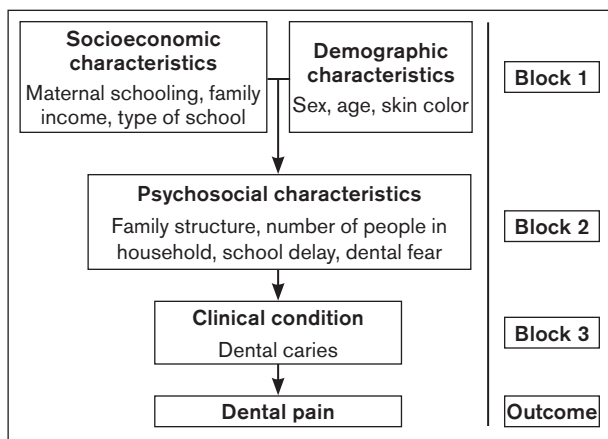 Socioeconomic
characteristics
Maternal schooling, family
income, type of school
Demographic
characteristics
Sex, age, skin color
Block 1
Psychosocial characteristics
Family structure, number of people in
household, school delay, dental fear
Block 2
Clinical condition
Dental caries
Block 3
Dental pain
Outcome